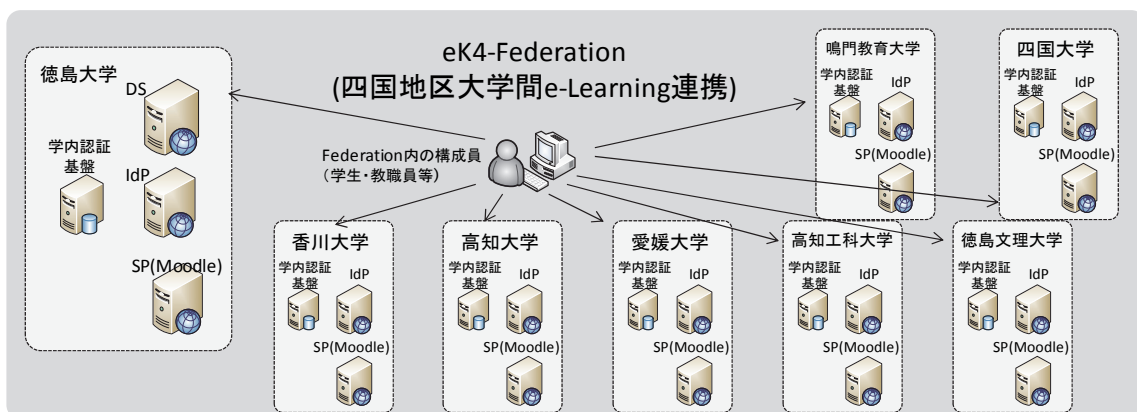 eK4-Federation
(四国地区大学間e-Learning連携)
徳島大学
DS
学内認証
基盤
IdP
SP(Moodle)
Federation内の構成員
（学生・教職員等）
鳴門教育大学
学内認証
基盤
IdP
SP(Moodle)
四国大学
学内認証
基盤
IdP
SP(Moodle)
香川大学
学内認証
基盤
IdP
SP(Moodle)
高知大学
学内認証
基盤
IdP
SP(Moodle)
愛媛大学
学内認証
基盤
IdP
SP(Moodle)
高知工科大学
学内認証
基盤
IdP
SP(Moodle)
徳島文理大学
学内認証
基盤
IdP
SP(Moodle)